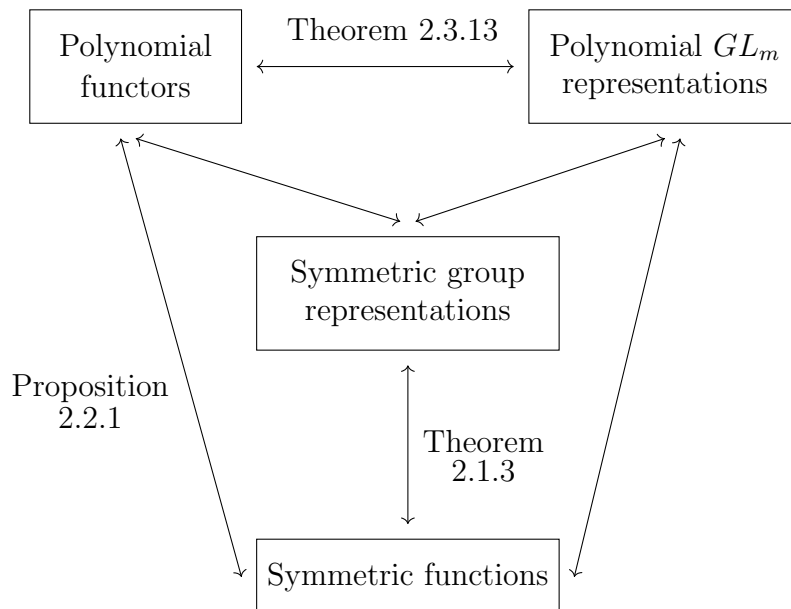 Polynomial
functors
Theorem 2.3.13
Polynomial $GL_m$
representations
Symmetric group
representations
Proposition
2.2.1
Theorem
2.1.3
Symmetric functions